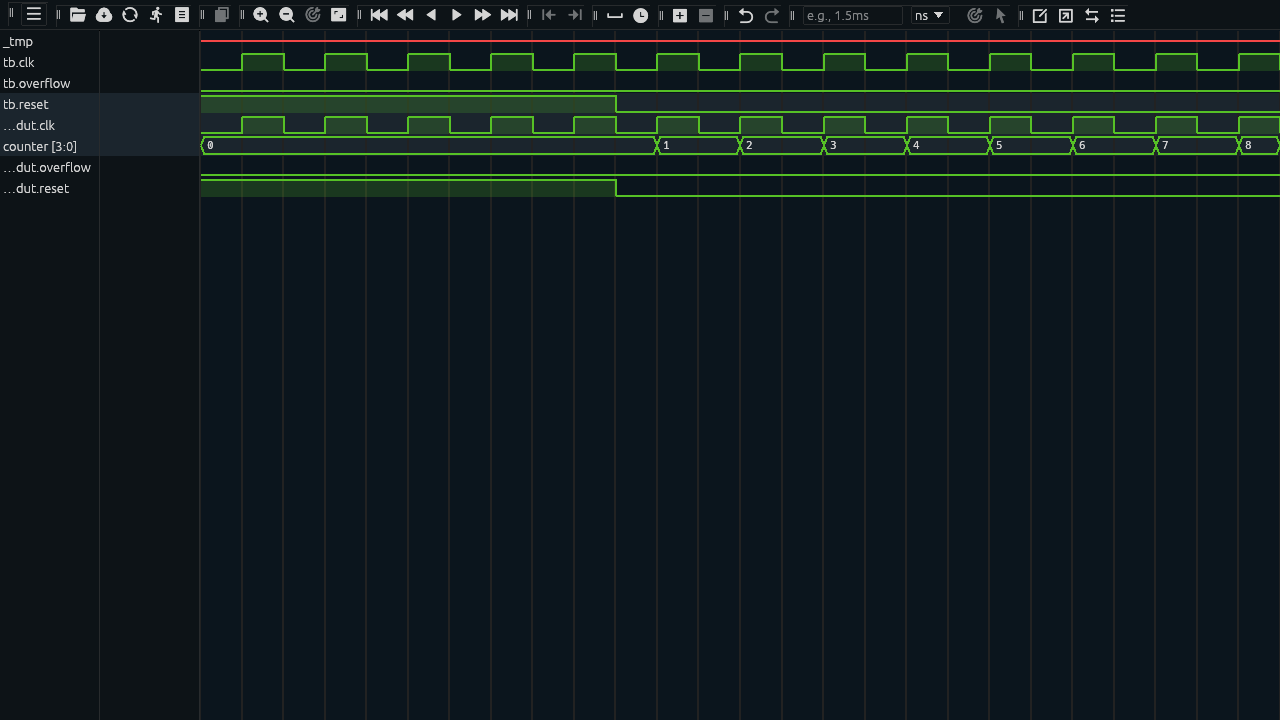 e.g., 1.5ms ns
_tmp
tb.clk
tb.overflow
tb.reset
…dut.clk
counter [3:0] 0 1 2 3 4 5 6 7 8
…dut.overflow
…dut.reset